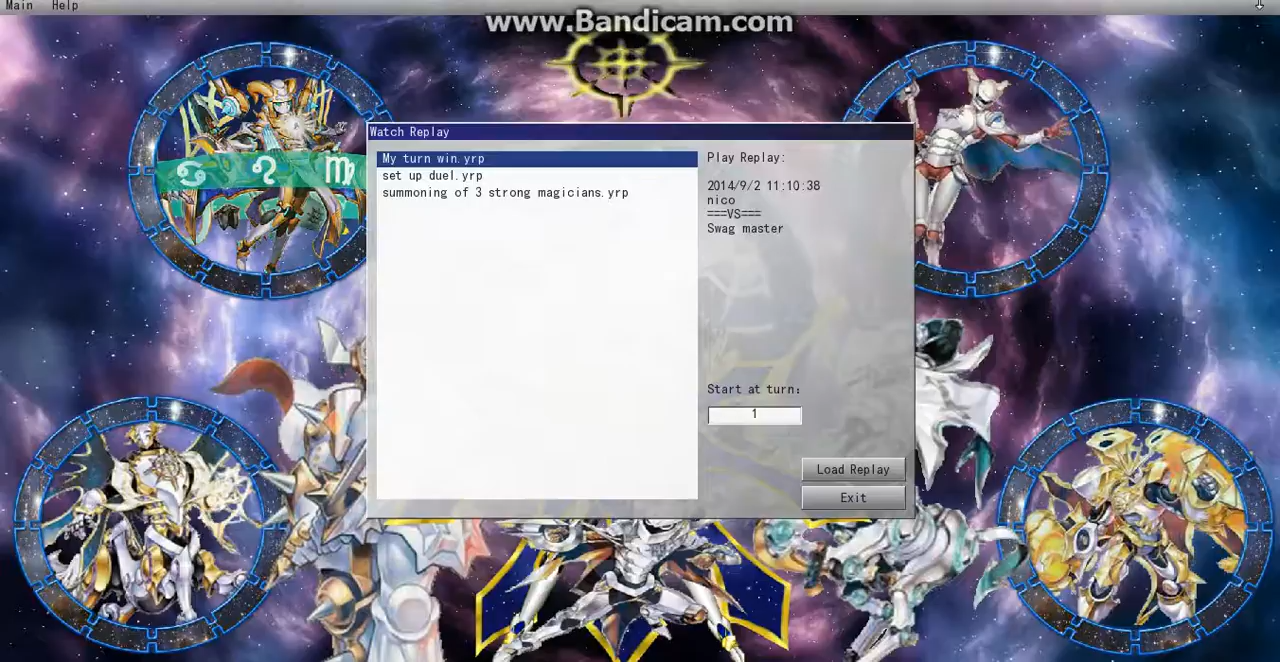 Main Help
www.Bandicam.com
Watch Replay
My turn win.yrp
set up duel.yrp
summoning of 3 strong magicians.yrp
Play Replay:
2014/9/2 11:10:38
nico
===VS===
Swag master
Start at turn:
1
Load Replay
Exit